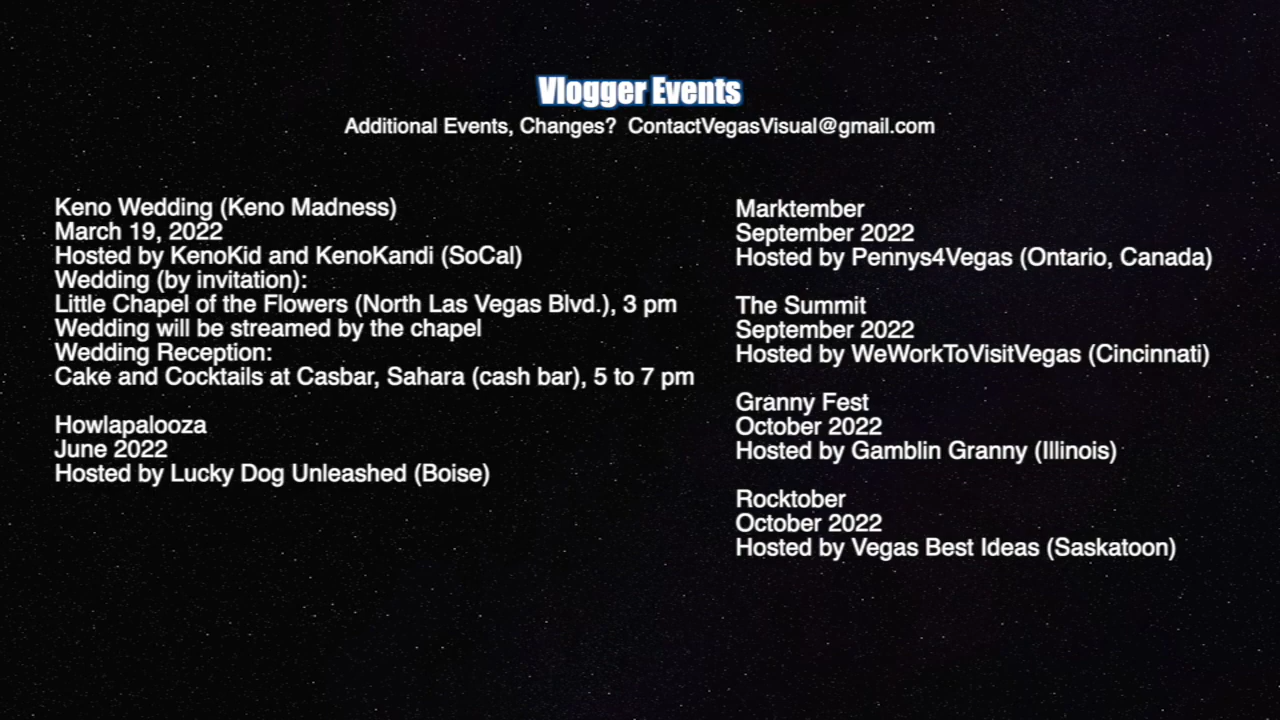 Vlogger Events
Additional Events, Changes?  ContactVegasVisual@gmail.com
Keno Wedding (Keno Madness)
March 19, 2022
Hosted by KenoKid and KenoKandi (SoCal)
Wedding (by invitation):
Little Chapel of the Flowers (North Las Vegas Blvd.), 3 pm
Wedding will be streamed by the chapel
Wedding Reception:
Cake and Cocktails at Casbar, Sahara (cash bar), 5 to 7 pm
Howlapalooza
June 2022
Hosted by Lucky Dog Unleashed (Boise)
Marktember
September 2022
Hosted by Pennys4Vegas (Ontario, Canada)
The Summit
September 2022
Hosted by WeWorkToVisitVegas (Cincinnati)
Granny Fest
October 2022
Hosted by Gamblin Granny (Illinois)
Rocktober
October 2022
Hosted by Vegas Best Ideas (Saskatoon)